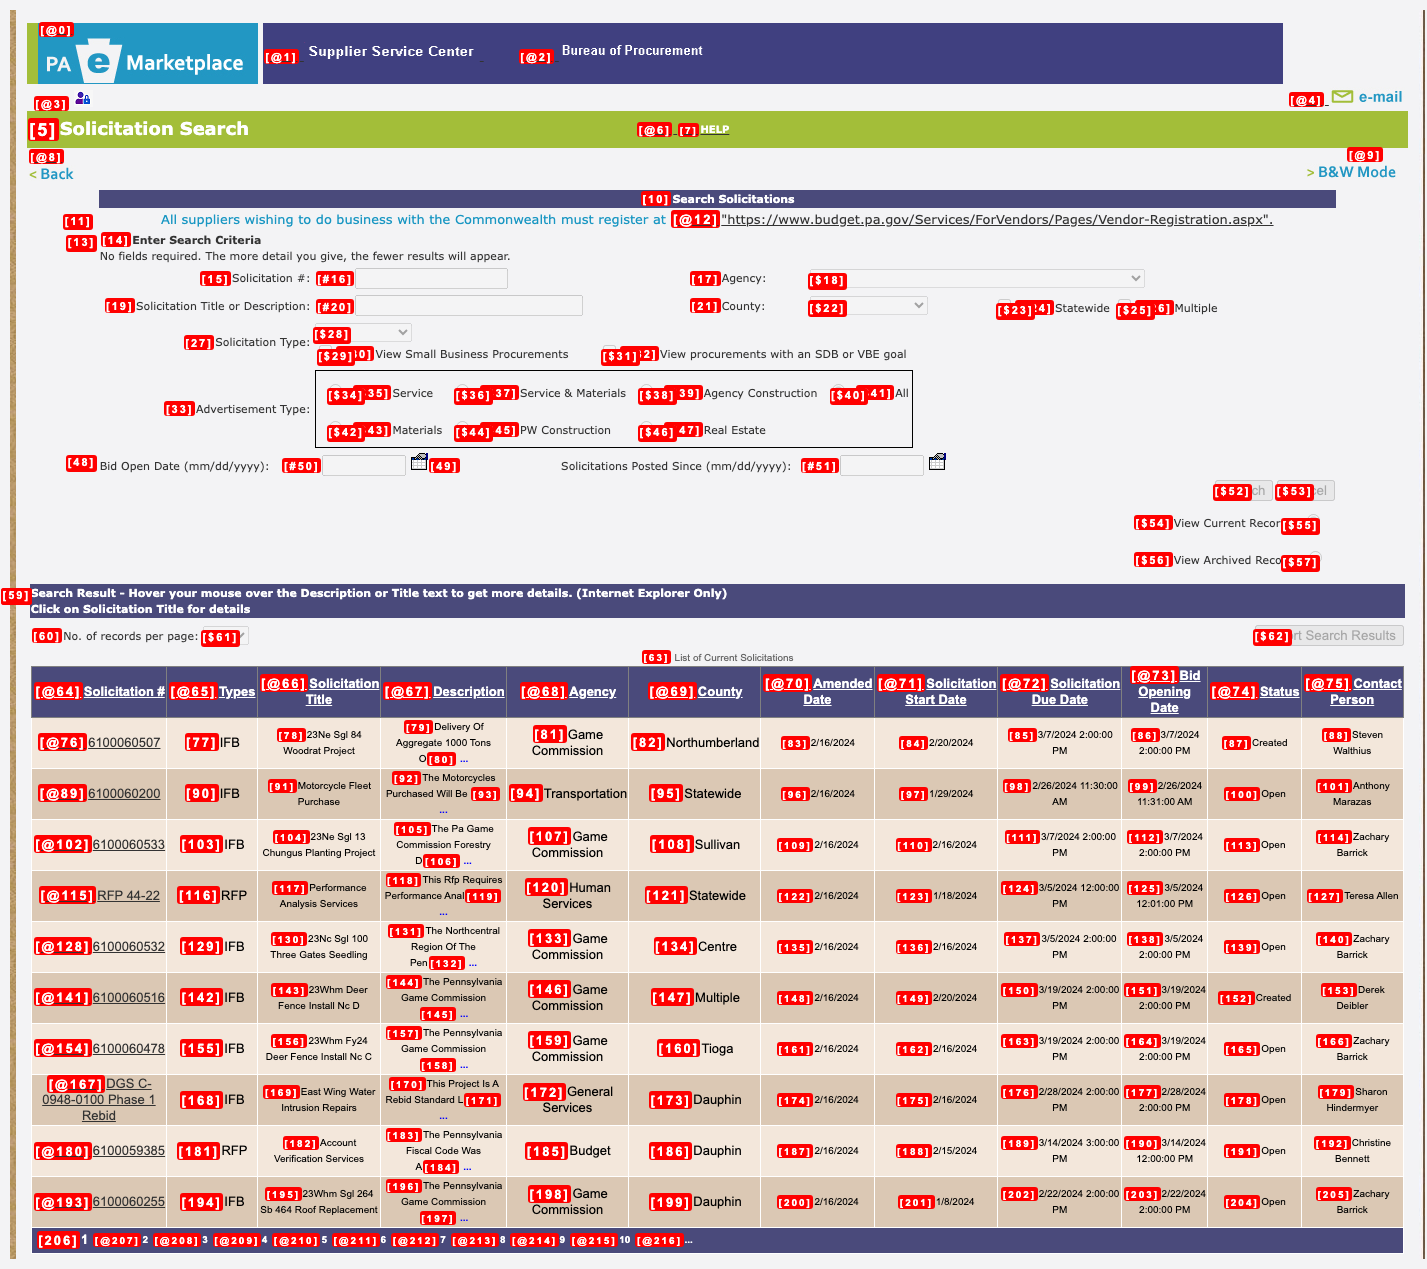 [@0]
PA e Marketplace
[@1] Supplier Service Center [@2] Bureau of Procurement
[@3] [@4] e-mail
[5] Solicitation Search [@6] [7] HELP
[@8] [@9]
< Back > B&W Mode
[10] Search Solicitations
[11] All suppliers wishing to do business with the Commonwealth must register at [@12] "https://www.budget.pa.gov/Services/ForVendors/Pages/Vendor-Registration.aspx".
[13] [14] Enter Search Criteria
No fields required. The more detail you give, the fewer results will appear.
[15] Solicitation #: [#16] [17] Agency: [$18]
[19] Solicitation Title or Description: [#20] [21] County: [$22] [$23] Statewide [$25] Multiple
[27] Solicitation Type: [$28]
[$29] View Small Business Procurements [$31] View procurements with an SDB or VBE goal
[33] Advertisement Type: [$34] 35] Service [$36] 37] Service & Materials [$38] 39] Agency Construction [$40] 41] All
[$42] 43] Materials [$44] 45] PW Construction [$46] 47] Real Estate
[48] Bid Open Date (mm/dd/yyyy): [#50] [49] Solicitations Posted Since (mm/dd/yyyy): [#51]
[$52] ch [$53] el
[$54] View Current Recor [$55]
[$56] View Archived Reco [$57]
[59] Search Result - Hover your mouse over the Description or Title text to get more details. (Internet Explorer Only)
Click on Solicitation Title for details
[60] No. of records per page: [$61] [$62] rt Search Results
[63] List of Current Solicitations
[@64] Solicitation # [@65] Types [@66] Solicitation Title [@67] Description [@68] Agency [@69] County [@70] Amended Date [@71] Solicitation Start Date [@72] Solicitation Due Date [@73] Bid Opening Date [@74] Status [@75] Contact Person
[@76] 6100060507 [77] IFB [78] 23Ne Sgl 84 Woodrat Project [79] Delivery Of Aggregate 1000 Tons O [80] ... [81] Game Commission [82] Northumberland [83] 2/16/2024 [84] 2/20/2024 [85] 3/7/2024 2:00:00 PM [86] 3/7/2024 2:00:00 PM [87] Created [88] Steven Walthius
[@89] 6100060200 [90] IFB [91] Motorcycle Fleet Purchase [92] The Motorcycles Purchased Will Be [93] ... [94] Transportation [95] Statewide [96] 2/16/2024 [97] 1/29/2024 [98] 2/26/2024 11:30:00 AM [99] 2/26/2024 11:31:00 AM [100] Open [101] Anthony Marazas
[@102] 6100060533 [103] IFB [104] 23Ne Sgl 13 Chungus Planting Project [105] The Pa Game Commission Forestry D [106] ... [107] Game Commission [108] Sullivan [109] 2/16/2024 [110] 2/16/2024 [111] 3/7/2024 2:00:00 PM [112] 3/7/2024 2:00:00 PM [113] Open [114] Zachary Barrick
[@115] RFP 44-22 [116] RFP [117] Performance Analysis Services [118] This Rfp Requires Performance Anal [119] ... [120] Human Services [121] Statewide [122] 2/16/2024 [123] 1/18/2024 [124] 3/5/2024 12:00:00 PM [125] 3/5/2024 12:01:00 PM [126] Open [127] Teresa Allen
[@128] 6100060532 [129] IFB [130] 23Nc Sgl 100 Three Gates Seedling [131] The Northcentral Region Of The Pen [132] ... [133] Game Commission [134] Centre [135] 2/16/2024 [136] 2/16/2024 [137] 3/5/2024 2:00:00 PM [138] 3/5/2024 2:00:00 PM [139] Open [140] Zachary Barrick
[@141] 6100060516 [142] IFB [143] 23Whm Deer Fence Install Nc D [144] The Pennsylvania Game Commission [145] ... [146] Game Commission [147] Multiple [148] 2/16/2024 [149] 2/20/2024 [150] 3/19/2024 2:00:00 PM [151] 3/19/2024 2:00:00 PM [152] Created [153] Derek Deibler
[@154] 6100060478 [155] IFB [156] 23Whm Fy24 Deer Fence Install Nc C [157] The Pennsylvania Game Commission [158] ... [159] Game Commission [160] Tioga [161] 2/16/2024 [162] 2/16/2024 [163] 3/19/2024 2:00:00 PM [164] 3/19/2024 2:00:00 PM [165] Open [166] Zachary Barrick
[@167] DGS C-0948-0100 Phase 1 Rebid [168] IFB [169] East Wing Water Intrusion Repairs [170] This Project Is A Rebid Standard L [171] ... [172] General Services [173] Dauphin [174] 2/16/2024 [175] 2/16/2024 [176] 2/28/2024 2:00:00 PM [177] 2/28/2024 2:00:00 PM [178] Open [179] Sharon Hindermyer
[@180] 6100059385 [181] RFP [182] Account Verification Services [183] The Pennsylvania Fiscal Code Was A [184] ... [185] Budget [186] Dauphin [187] 2/16/2024 [188] 2/15/2024 [189] 3/14/2024 3:00:00 PM [190] 3/14/2024 12:00:00 PM [191] Open [192] Christine Bennett
[@193] 6100060255 [194] IFB [195] 23Whm Sgl 264 Sb 464 Roof Replacement [196] The Pennsylvania Game Commission [197] ... [198] Game Commission [199] Dauphin [200] 2/16/2024 [201] 1/8/2024 [202] 2/22/2024 2:00:00 PM [203] 2/22/2024 2:00:00 PM [204] Open [205] Zachary Barrick
[206] 1 [@207] 2 [@208] 3 [@209] 4 [@210] 5 [@211] 6 [@212] 7 [@213] 8 [@214] 9 [@215] 10 [@216] ...